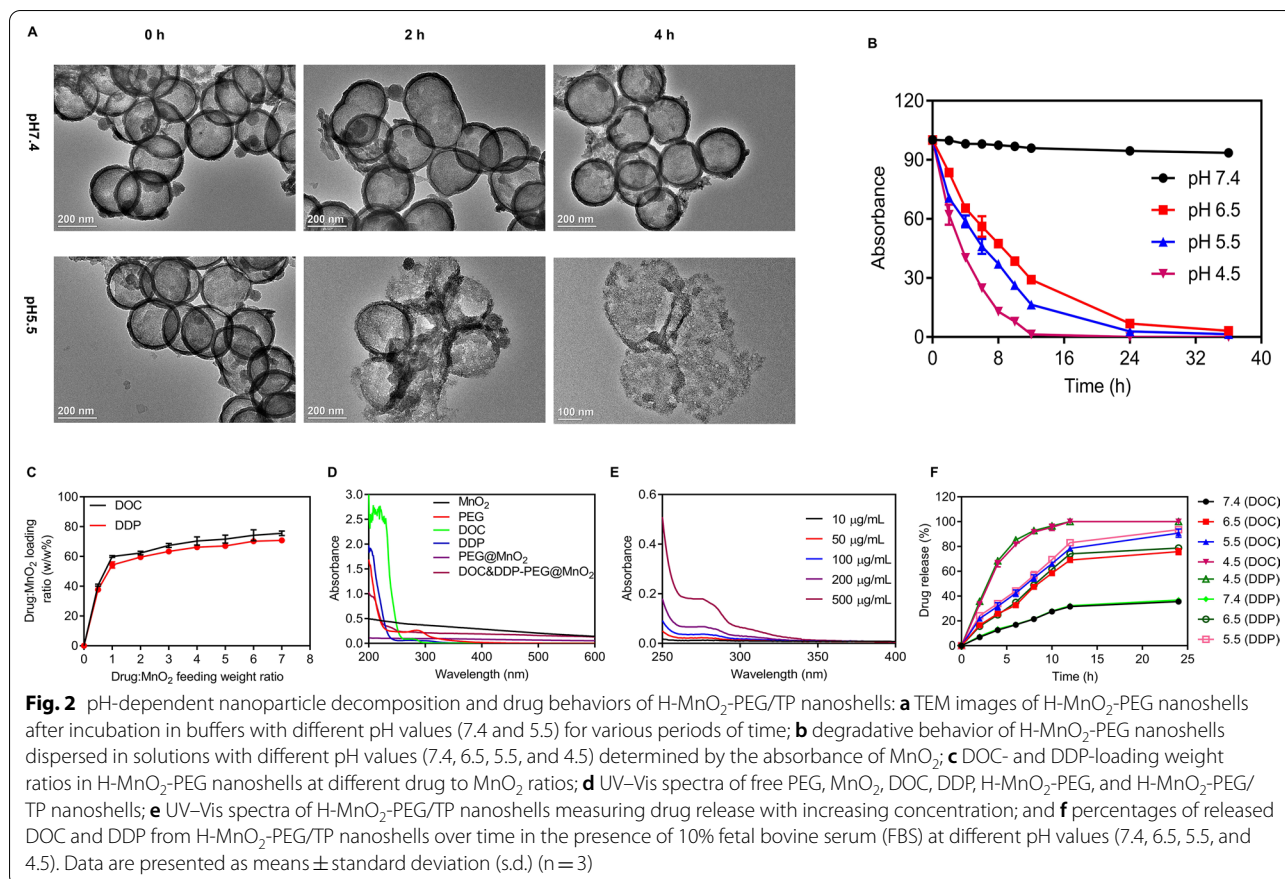 A
0 h
2 h
4 h
pH7.4
200 nm
200 nm
200 nm
pH5.5
200 nm
200 nm
100 nm
B
Absorbance
120
90
60
30
0
0 8 16 24 32 40
Time (h)
pH 7.4
pH 6.5
pH 5.5
pH 4.5
C
Drug:MnO₂ loading
ratio (w/w%)
100
80
60
40
20
0
0 1 2 3 4 5 6 7 8
Drug:MnO₂ feeding weight ratio
DOC
DDP
D
Absorbance
3.0
2.5
2.0
1.5
1.0
0.5
0.0
200 300 400 500 600
Wavelength (nm)
MnO₂
PEG
DOC
DDP
PEG@MnO₂
DOC&DDP-PEG@MnO₂
E
Absorbance
0.6
0.4
0.2
0.0
250 300 350 400
Wavelength (nm)
10 µg/mL
50 µg/mL
100 µg/mL
200 µg/mL
500 µg/mL
F
Drug release (%)
120
100
80
60
40
20
0
0 5 10 15 20 25
Time (h)
7.4 (DOC)
6.5 (DOC)
5.5 (DOC)
4.5 (DOC)
4.5 (DDP)
7.4 (DDP)
6.5 (DDP)
5.5 (DDP)
Fig. 2 pH-dependent nanoparticle decomposition and drug behaviors of H-MnO₂-PEG/TP nanoshells: a TEM images of H-MnO₂-PEG nanoshells
after incubation in buffers with different pH values (7.4 and 5.5) for various periods of time; b degradative behavior of H-MnO₂-PEG nanoshells
dispersed in solutions with different pH values (7.4, 6.5, 5.5, and 4.5) determined by the absorbance of MnO₂; c DOC- and DDP-loading weight
ratios in H-MnO₂-PEG nanoshells at different drug to MnO₂ ratios; d UV–Vis spectra of free PEG, MnO₂, DOC, DDP, H-MnO₂-PEG, and H-MnO₂-PEG/
TP nanoshells; e UV–Vis spectra of H-MnO₂-PEG/TP nanoshells measuring drug release with increasing concentration; and f percentages of released
DOC and DDP from H-MnO₂-PEG/TP nanoshells over time in the presence of 10% fetal bovine serum (FBS) at different pH values (7.4, 6.5, 5.5, and
4.5). Data are presented as means ± standard deviation (s.d.) (n = 3)